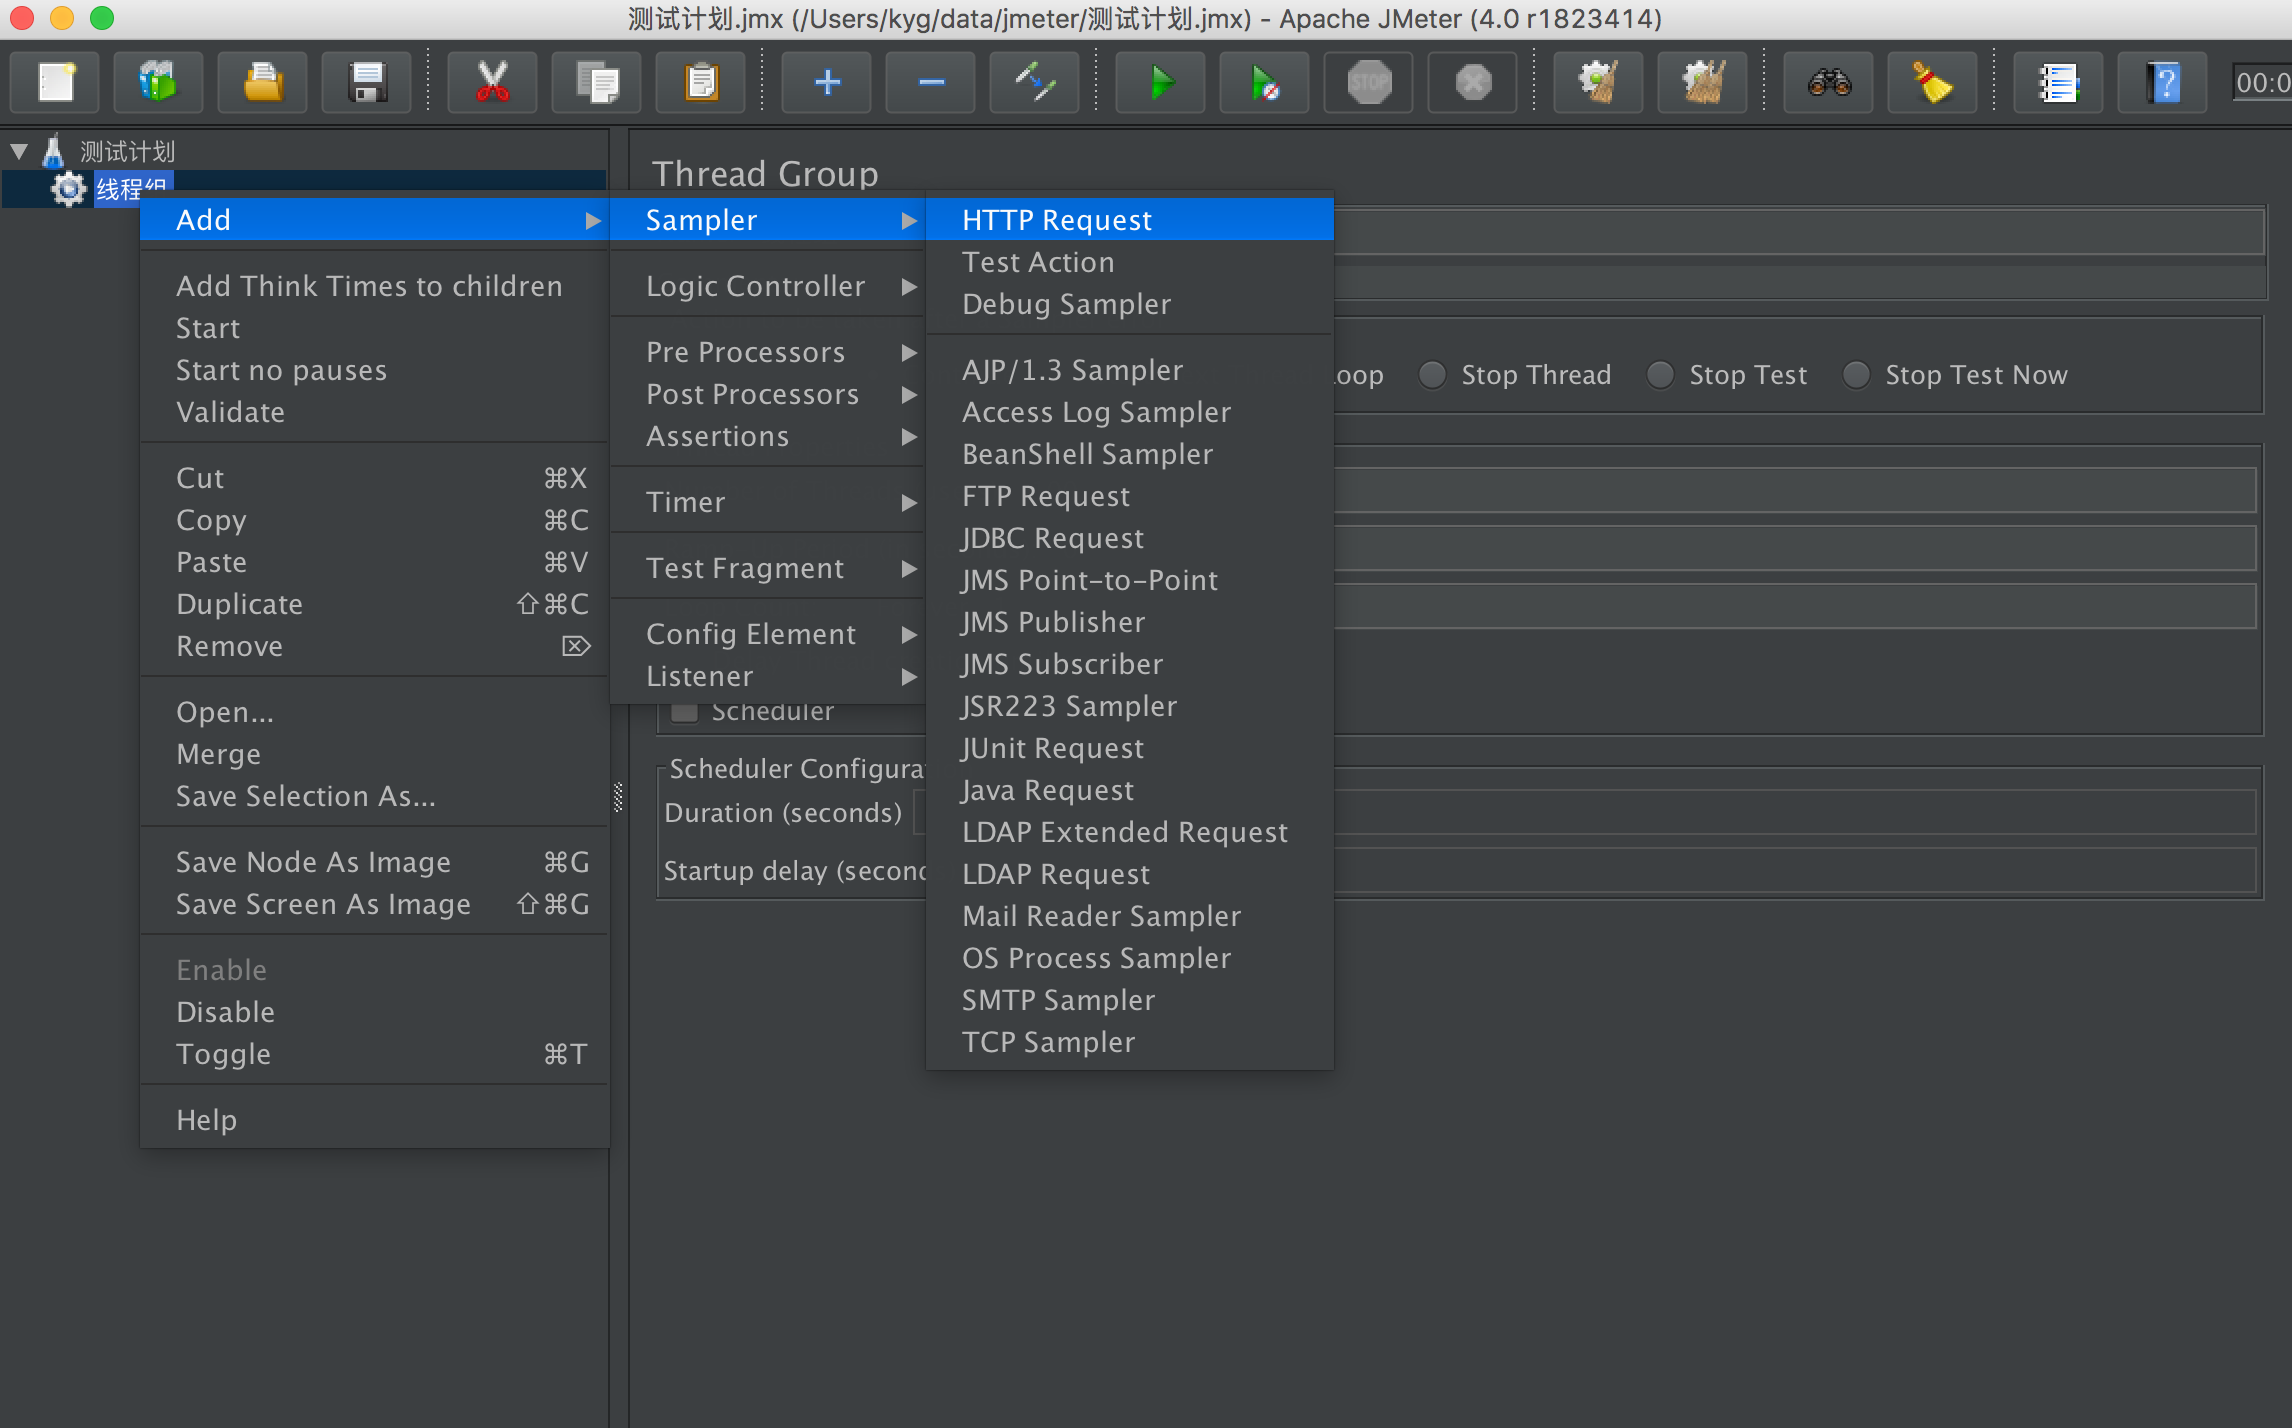 测试计划.jmx (/Users/kyg/data/jmeter/测试计划.jmx) - Apache JMeter (4.0 r1823414)
STOP
00:0
测试计划
线程组
Thread Group
Add
Add Think Times to children
Start
Start no pauses
Validate
Cut ⌘X
Copy ⌘C
Paste ⌘V
Duplicate ⇧⌘C
Remove ⌦
Open...
Merge
Save Selection As...
Save Node As Image ⌘G
Save Screen As Image ⇧⌘G
Enable
Disable
Toggle ⌘T
Help
Sampler
Logic Controller
Pre Processors
Post Processors
Assertions
Timer
Test Fragment
Config Element
Listener
HTTP Request
Test Action
Debug Sampler
AJP/1.3 Sampler
Access Log Sampler
BeanShell Sampler
FTP Request
JDBC Request
JMS Point-to-Point
JMS Publisher
JMS Subscriber
JSR223 Sampler
JUnit Request
Java Request
LDAP Extended Request
LDAP Request
Mail Reader Sampler
OS Process Sampler
SMTP Sampler
TCP Sampler
Loop
Stop Thread
Stop Test
Stop Test Now
Scheduler
Scheduler Configura
Duration (seconds)
Startup delay (second